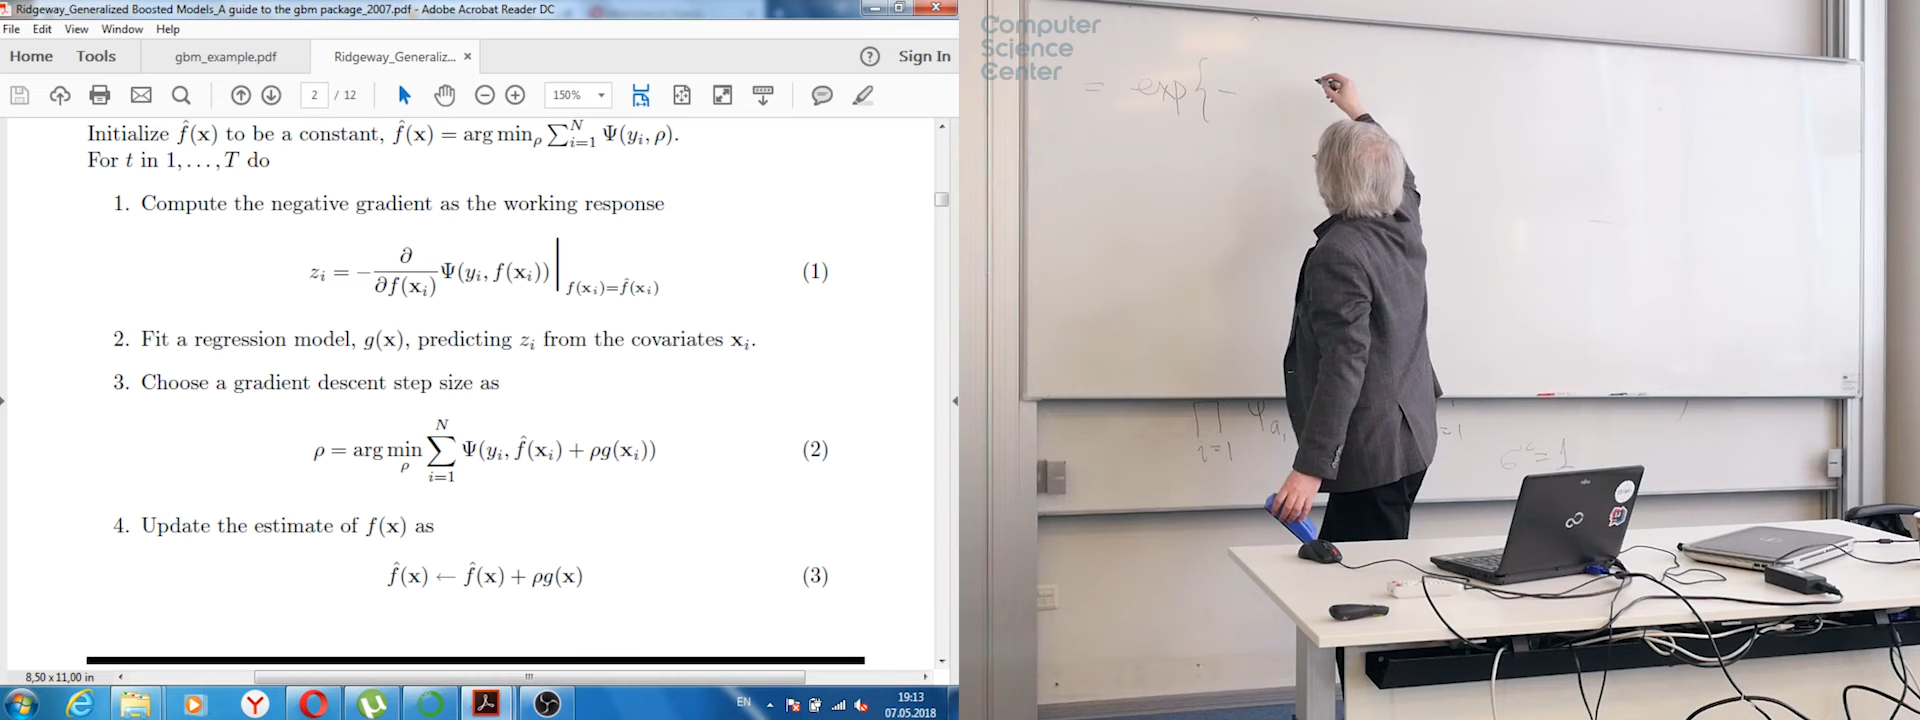 Ridgeway_Generalized Boosted Models_A guide to the gbm package_2007.pdf - Adobe Acrobat Reader DC
File Edit View Window Help
Home Tools gbm_example.pdf Ridgeway_Generaliz... × ? Sign In
2 / 12 150%
Initialize f̂(x) to be a constant, f̂(x) = arg min_ρ ∑_{i=1}^{N} Ψ(y_i, ρ).
For t in 1, . . . , T do
1. Compute the negative gradient as the working response
z_i = −∂/∂f(x_i) Ψ(y_i, f(x_i))|_{f(x_i)=f̂(x_i)} (1)
2. Fit a regression model, g(x), predicting z_i from the covariates x_i.
3. Choose a gradient descent step size as
ρ = arg min_ρ ∑_{i=1}^{N} Ψ(y_i, f̂(x_i) + ρg(x_i)) (2)
4. Update the estimate of f(x) as
f̂(x) ← f̂(x) + ρg(x) (3)
8,50 x 11,00 in
EN 19:13
07.05.2018
Computer
Science
Center
= exp{ −
∏ Ψ a,
i=1
=1
σ² = 1